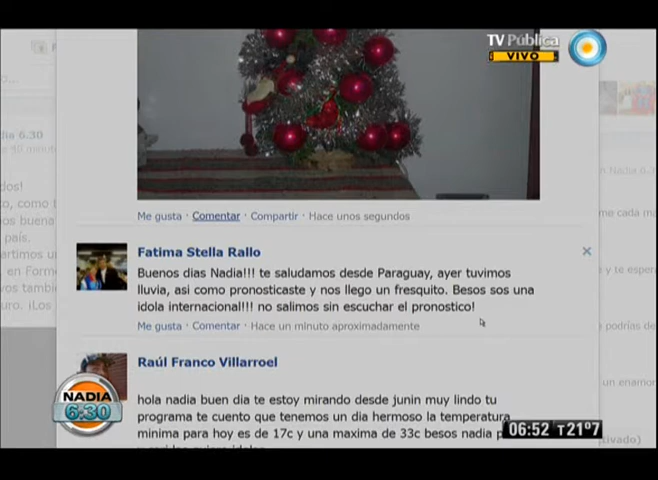 TV Pública
VIVO
Me gusta · Comentar · Compartir · Hace unos segundos
Fatima Stella Rallo
Buenos dias Nadia!!! te saludamos desde Paraguay, ayer tuvimos
lluvia, asi como pronosticaste y nos llego un fresquito. Besos sos una
idola internacional!!! no salimos sin escuchar el pronostico!
Me gusta · Comentar · Hace un minuto aproximadamente
Raúl Franco Villarroel
hola nadia buen dia te estoy mirando desde junin muy lindo tu
programa te cuento que tenemos un dia hermoso la temperatura
minima para hoy es de 17c y una maxima de 33c besos nadia
NADIA
6:30
06:52 T21º7